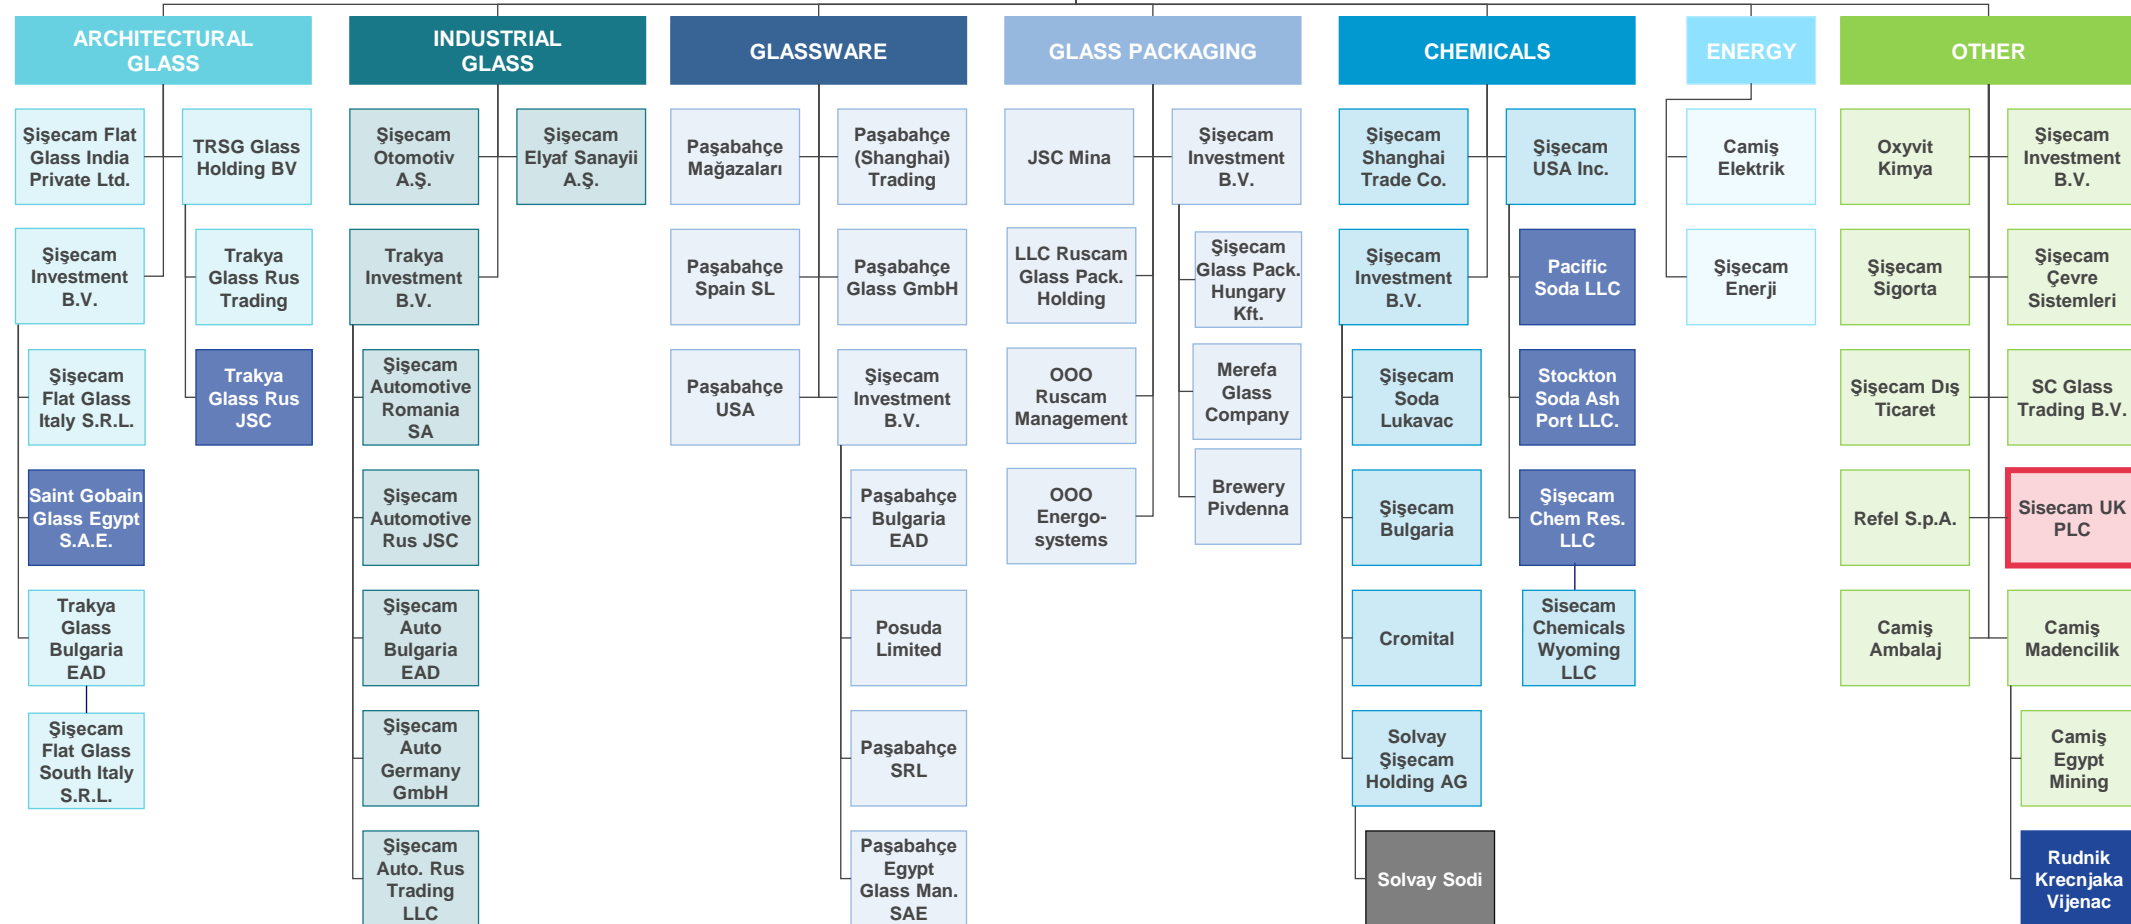 ARCHITECTURAL
GLASS
Şişecam Flat
Glass India
Private Ltd.
TRSG Glass
Holding BV
Şişecam
Investment
B.V.
Trakya
Glass Rus
Trading
Şişecam
Flat Glass
Italy S.R.L.
Trakya
Glass Rus
JSC
Saint Gobain
Glass Egypt
S.A.E.
Trakya
Glass
Bulgaria
EAD
Şişecam
Flat Glass
South Italy
S.R.L.
INDUSTRIAL
GLASS
Şişecam
Otomotiv
A.Ş.
Şişecam
Elyaf Sanayii
A.Ş.
Trakya
Investment
B.V.
Şişecam
Automotive
Romania
SA
Şişecam
Automotive
Rus JSC
Şişecam
Auto
Bulgaria
EAD
Şişecam
Auto
Germany
GmbH
Şişecam
Auto. Rus
Trading
LLC
GLASSWARE
Paşabahçe
Mağazaları
Paşabahçe
(Shanghai)
Trading
Paşabahçe
Spain SL
Paşabahçe
Glass GmbH
Paşabahçe
USA
Şişecam
Investment
B.V.
Paşabahçe
Bulgaria
EAD
Posuda
Limited
Paşabahçe
SRL
Paşabahçe
Egypt
Glass Man.
SAE
GLASS PACKAGING
JSC Mina
Şişecam
Investment
B.V.
LLC Ruscam
Glass Pack.
Holding
Şişecam
Glass Pack.
Hungary
Kft.
OOO
Ruscam
Management
Merefa
Glass
Company
OOO
Energo-
systems
Brewery
Pivdenna
CHEMICALS
Şişecam
Shanghai
Trade Co.
Şişecam
USA Inc.
Şişecam
Investment
B.V.
Pacific
Soda LLC
Şişecam
Soda
Lukavac
Stockton
Soda Ash
Port LLC.
Şişecam
Bulgaria
Şişecam
Chem Res.
LLC
Cromital
Sisecam
Chemicals
Wyoming
LLC
Solvay
Şişecam
Holding AG
Solvay Sodi
ENERGY
Camiş
Elektrik
Şişecam
Enerji
OTHER
Oxyvit
Kimya
Şişecam
Investment
B.V.
Şişecam
Sigorta
Şişecam
Çevre
Sistemleri
Şişecam Dış
Ticaret
SC Glass
Trading B.V.
Refel S.p.A.
Sisecam UK
PLC
Camiş
Ambalaj
Camiş
Madencilik
Camiş
Egypt
Mining
Rudnik
Krecnjaka
Vijenac